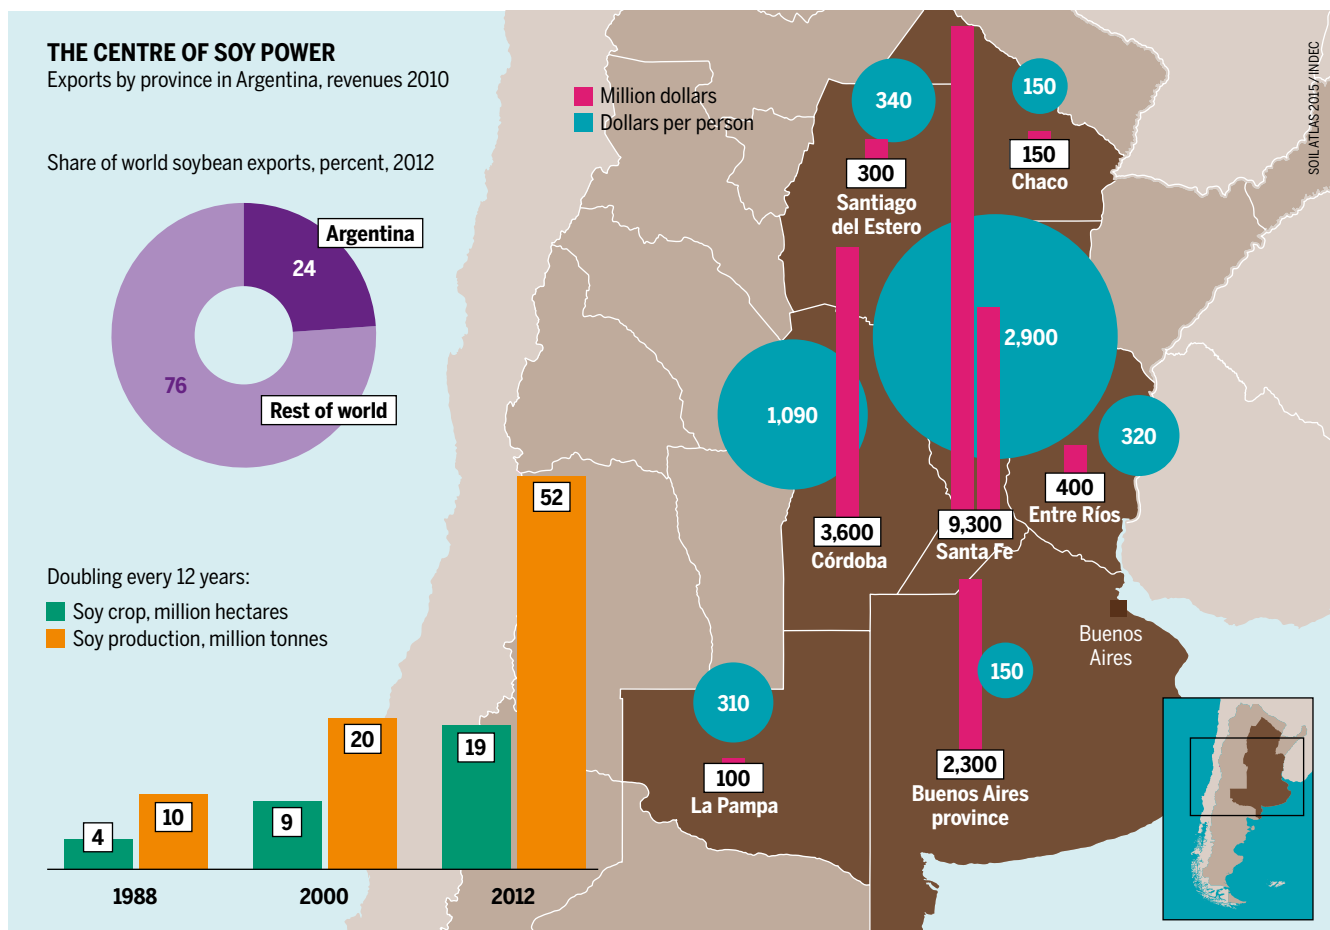 THE CENTRE OF SOY POWER
Exports by province in Argentina, revenues 2010
Share of world soybean exports, percent, 2012
Argentina
24
76
Rest of world
Doubling every 12 years:
Soy crop, million hectares
Soy production, million tonnes
4
10
9
20
19
52
1988
2000
2012
Million dollars
Dollars per person
340
300
Santiago
del Estero
150
150
Chaco
2,900
9,300
Santa Fe
1,090
3,600
Córdoba
320
400
Entre Ríos
310
100
La Pampa
150
2,300
Buenos Aires
province
Buenos
Aires
SOIL ATLAS 2015 / INDEC